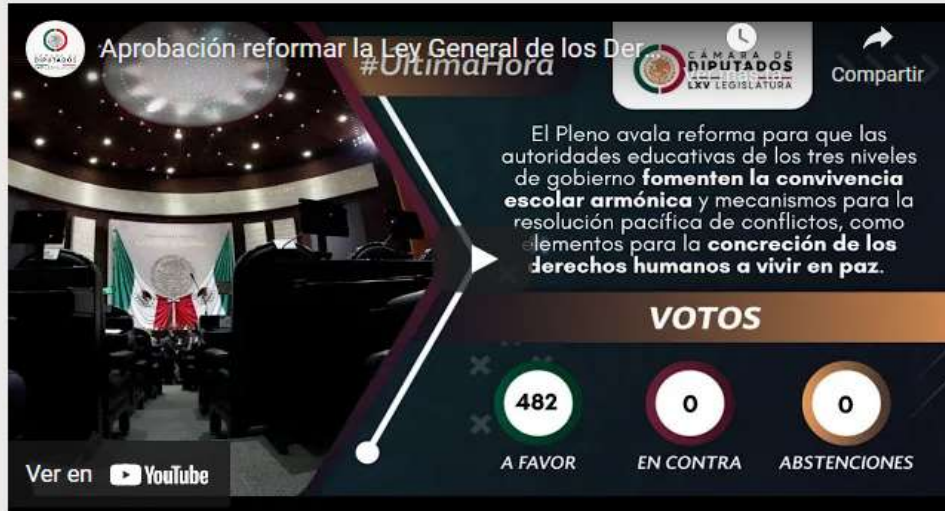 Aprobación reformar la Ley General de los Der...
#ÚltimaHora
CÁMARA DE
DIPUTADOS
LXV LEGISLATURA
Ver más ta
Compartir
El Pleno avala reforma para que las
autoridades educativas de los tres niveles
de gobierno fomenten la convivencia
escolar armónica y mecanismos para la
resolución pacífica de conflictos, como
elementos para la concreción de los
derechos humanos a vivir en paz.
VOTOS
482
0
0
A FAVOR
EN CONTRA
ABSTENCIONES
Ver en YouTube